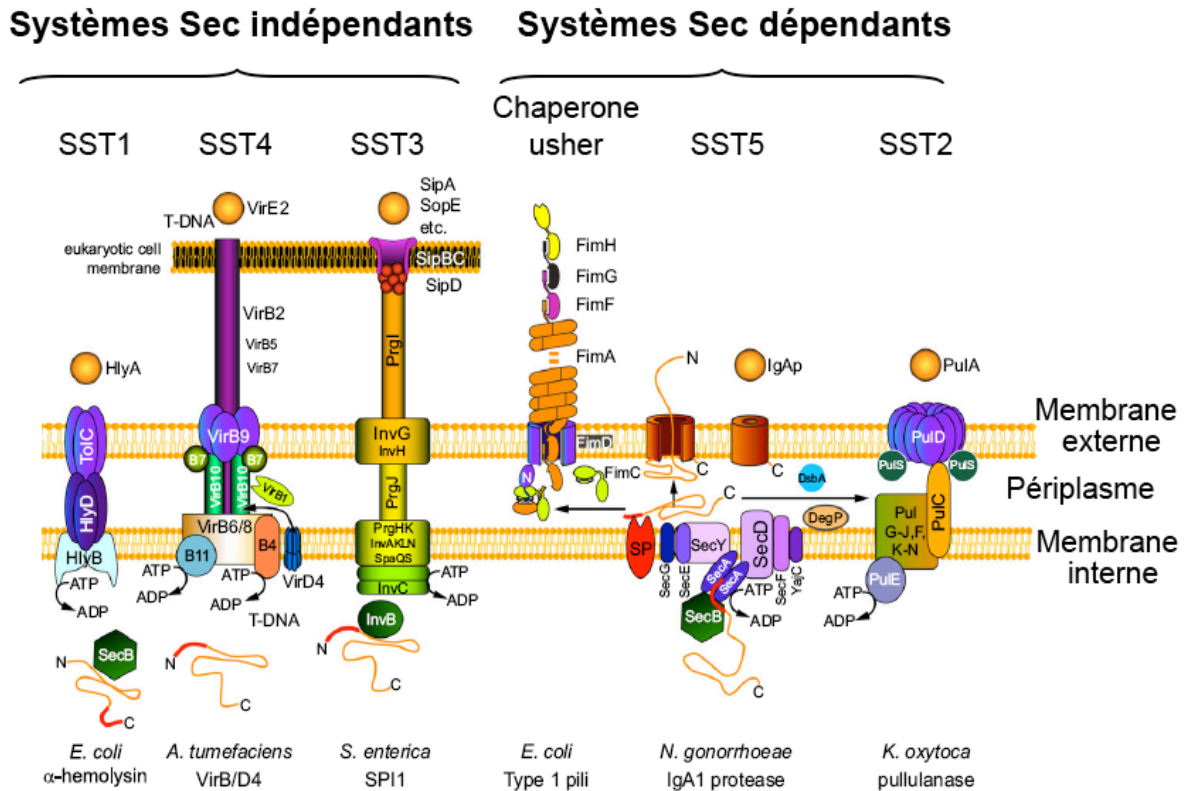 Systèmes Sec indépendants
Systèmes Sec dépendants
SST1
SST4
SST3
Chaperone
usher
SST5
SST2
T-DNA
VirE2
SipA
SopE
etc.
eukaryotic cell
membrane
SipBC
SipD
VirB2
VirB5
VirB7
PrgI
HlyA
FimH
FimG
FimF
FimA
N
IgAp
PulA
TolC
VirB9
B7
B7
InvG
InvH
FimD
N
FimC
C
C
PulD
PulS
PulS
Membrane
externe
HlyD
VirB10
VirB10
VirB1
PrgJ
C
DsbA
DegP
PulC
Périplasme
HlyB
VirB6/8
B11
B4
VirD4
PrgHK
InvAKLN
SpaQS
InvC
SP
SecG
SecE
SecY
SecD
SecF
YajC
SecA
SecA
Pul
G-J,F,
K-N
PulE
Membrane
interne
ATP
ADP
ATP
ADP
ATP
ADP
ATP
ADP
ATP
ADP
ATP
ADP
T-DNA
SecB
N
C
N
C
InvB
N
C
SecB
C
E. coli
α-hemolysin
A. tumefaciens
VirB/D4
S. enterica
SPI1
E. coli
Type 1 pili
N. gonorrhoeae
IgA1 protease
K. oxytoca
pullulanase